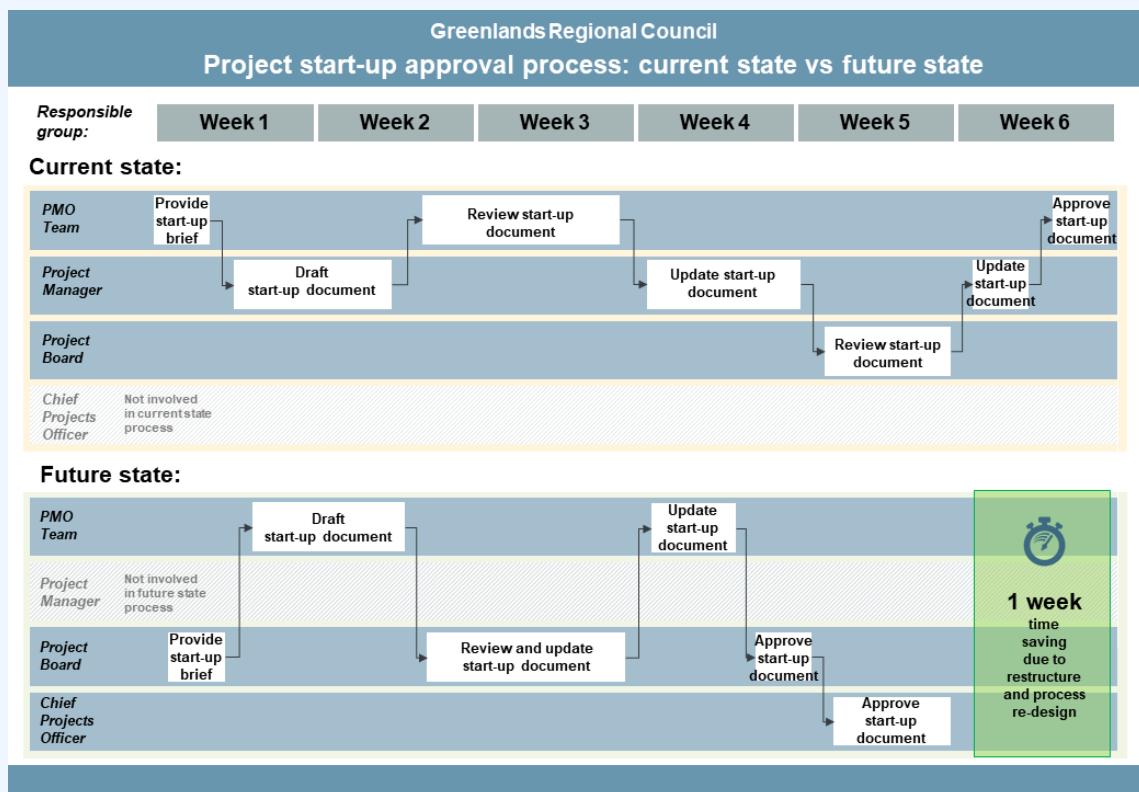 Greenlands Regional Council
Project start-up approval process: current state vs future state
Responsible
group:
Week 1
Week 2
Week 3
Week 4
Week 5
Week 6
Current state:
PMO
Team
Provide
start-up
brief
Review start-up
document
Approve
start-up
document
Project
Manager
Draft
start-up document
Update start-up
document
Update
start-up
document
Project
Board
Review start-up
document
Chief
Projects
Officer
Not involved
in current state
process
Future state:
PMO
Team
Draft
start-up document
Update
start-up
document
Project
Manager
Not involved
in future state
process
Project
Board
Provide
start-up
brief
Review and update
start-up document
Approve
start-up
document
Chief
Projects
Officer
Approve
start-up
document
1 week
time
saving
due to
restructure
and process
re-design